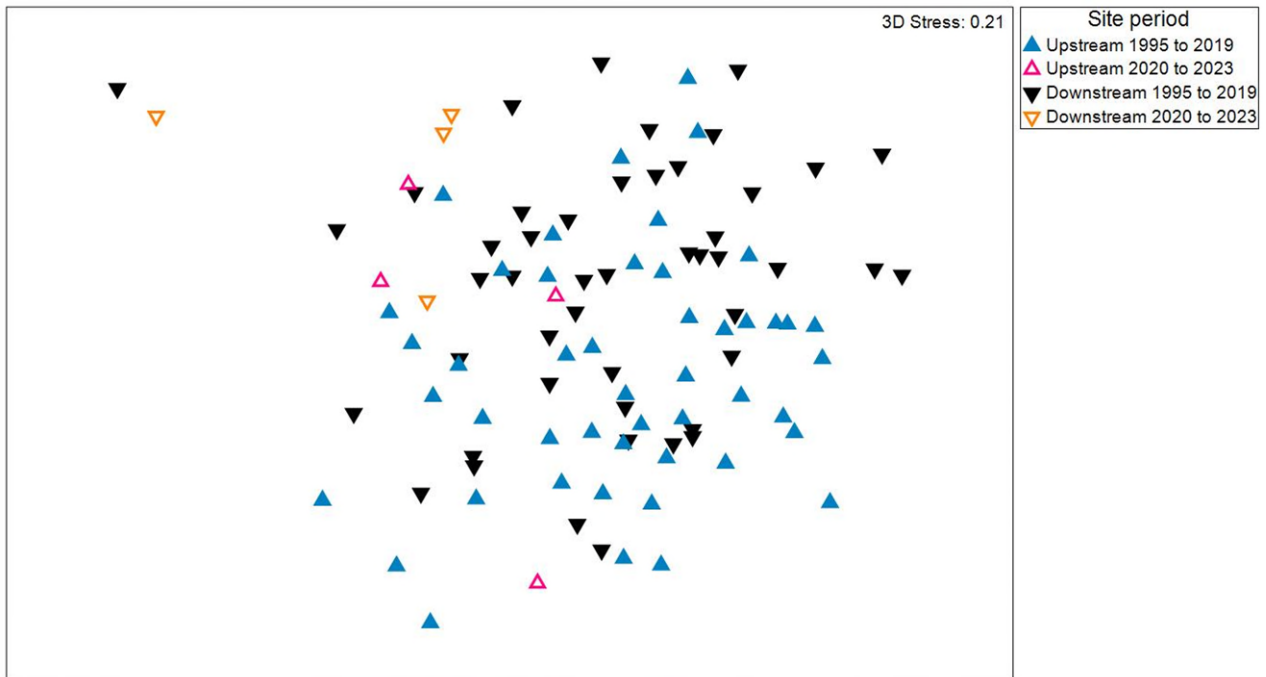 3D Stress: 0.21
Site period
Upstream 1995 to 2019
Upstream 2020 to 2023
Downstream 1995 to 2019
Downstream 2020 to 2023